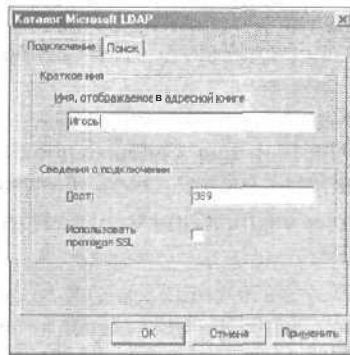 Каталог Microsoft LDAP
Подключение Поиск
Краткое имя
Имя, отображаемое в адресной книге
Игорь
Сведения о подключении
Порт: 389
Использовать
протокол SSL
ОК Отмена Применить